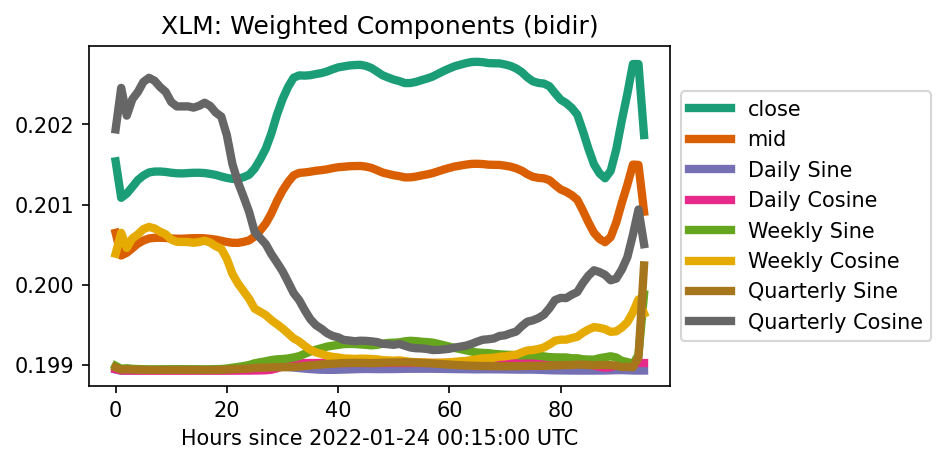 XLM: Weighted Components (bidir)
0.202
0.201
0.200
0.199
0
20
40
60
80
Hours since 2022-01-24 00:15:00 UTC
close
mid
Daily Sine
Daily Cosine
Weekly Sine
Weekly Cosine
Quarterly Sine
Quarterly Cosine